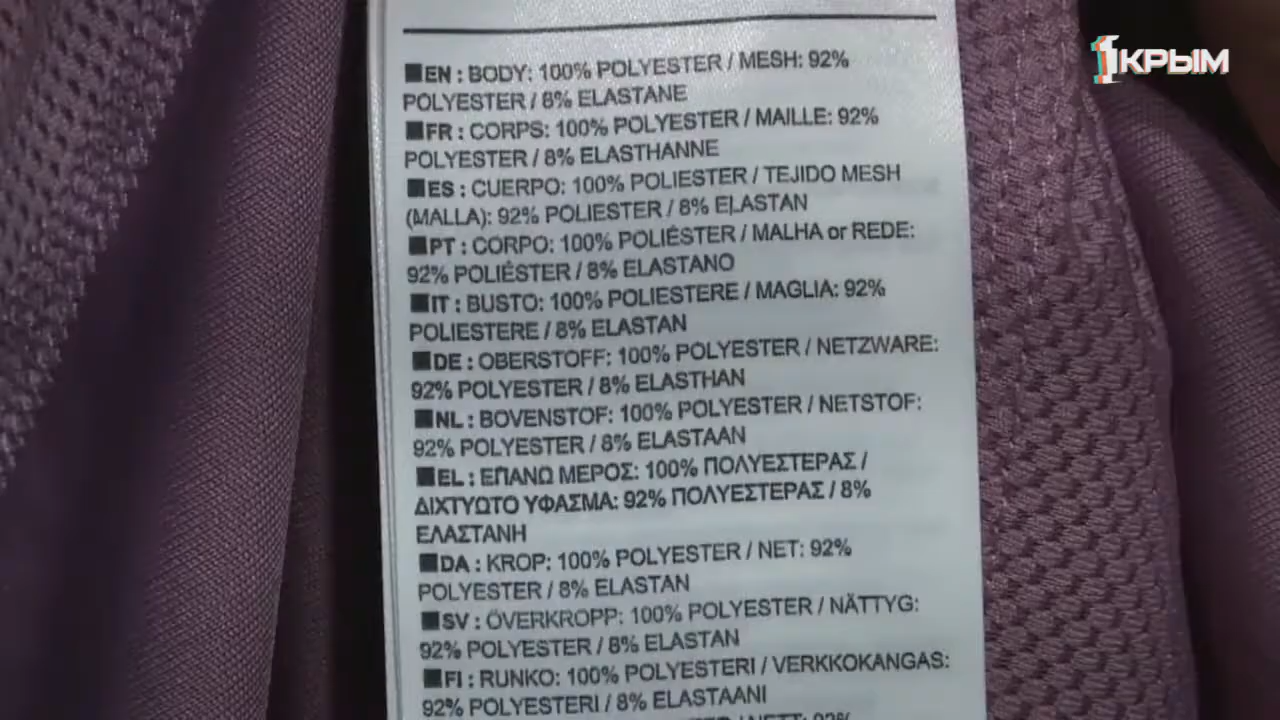 1КРЫМ
EN : BODY: 100% POLYESTER / MESH: 92%
POLYESTER / 8% ELASTANE
FR : CORPS: 100% POLYESTER / MAILLE: 92%
POLYESTER / 8% ELASTHANNE
ES : CUERPO: 100% POLIESTER / TEJIDO MESH
(MALLA): 92% POLIESTER / 8% ELASTAN
PT : CORPO: 100% POLIÉSTER / MALHA or REDE:
92% POLIÉSTER / 8% ELASTANO
IT : BUSTO: 100% POLIESTERE / MAGLIA: 92%
POLIESTERE / 8% ELASTAN
DE : OBERSTOFF: 100% POLYESTER / NETZWARE:
92% POLYESTER / 8% ELASTHAN
NL : BOVENSTOF: 100% POLYESTER / NETSTOF:
92% POLYESTER / 8% ELASTAAN
EL : ΕΠΑΝΩ ΜΕΡΟΣ: 100% ΠΟΛΥΕΣΤΕΡΑΣ /
ΔΙΧΤΥΩΤΟ ΥΦΑΣΜΑ: 92% ΠΟΛΥΕΣΤΕΡΑΣ / 8%
ΕΛΑΣΤΑΝΗ
DA : KROP: 100% POLYESTER / NET: 92%
POLYESTER / 8% ELASTAN
SV : ÖVERKROPP: 100% POLYESTER / NÄTTYG:
92% POLYESTER / 8% ELASTAN
FI : RUNKO: 100% POLYESTERI / VERKKOKANGAS:
92% POLYESTERI / 8% ELASTAANI